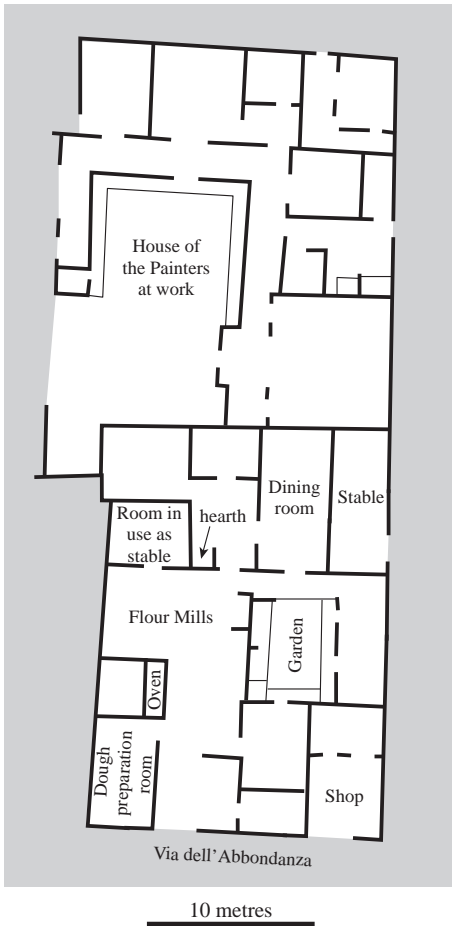 House of
the Painters
at work
Dining
room
Stable
Room in
use as
stable
hearth
Flour Mills
Garden
Oven
Dough
preparation
room
Shop
Via dell'Abbondanza
10 metres